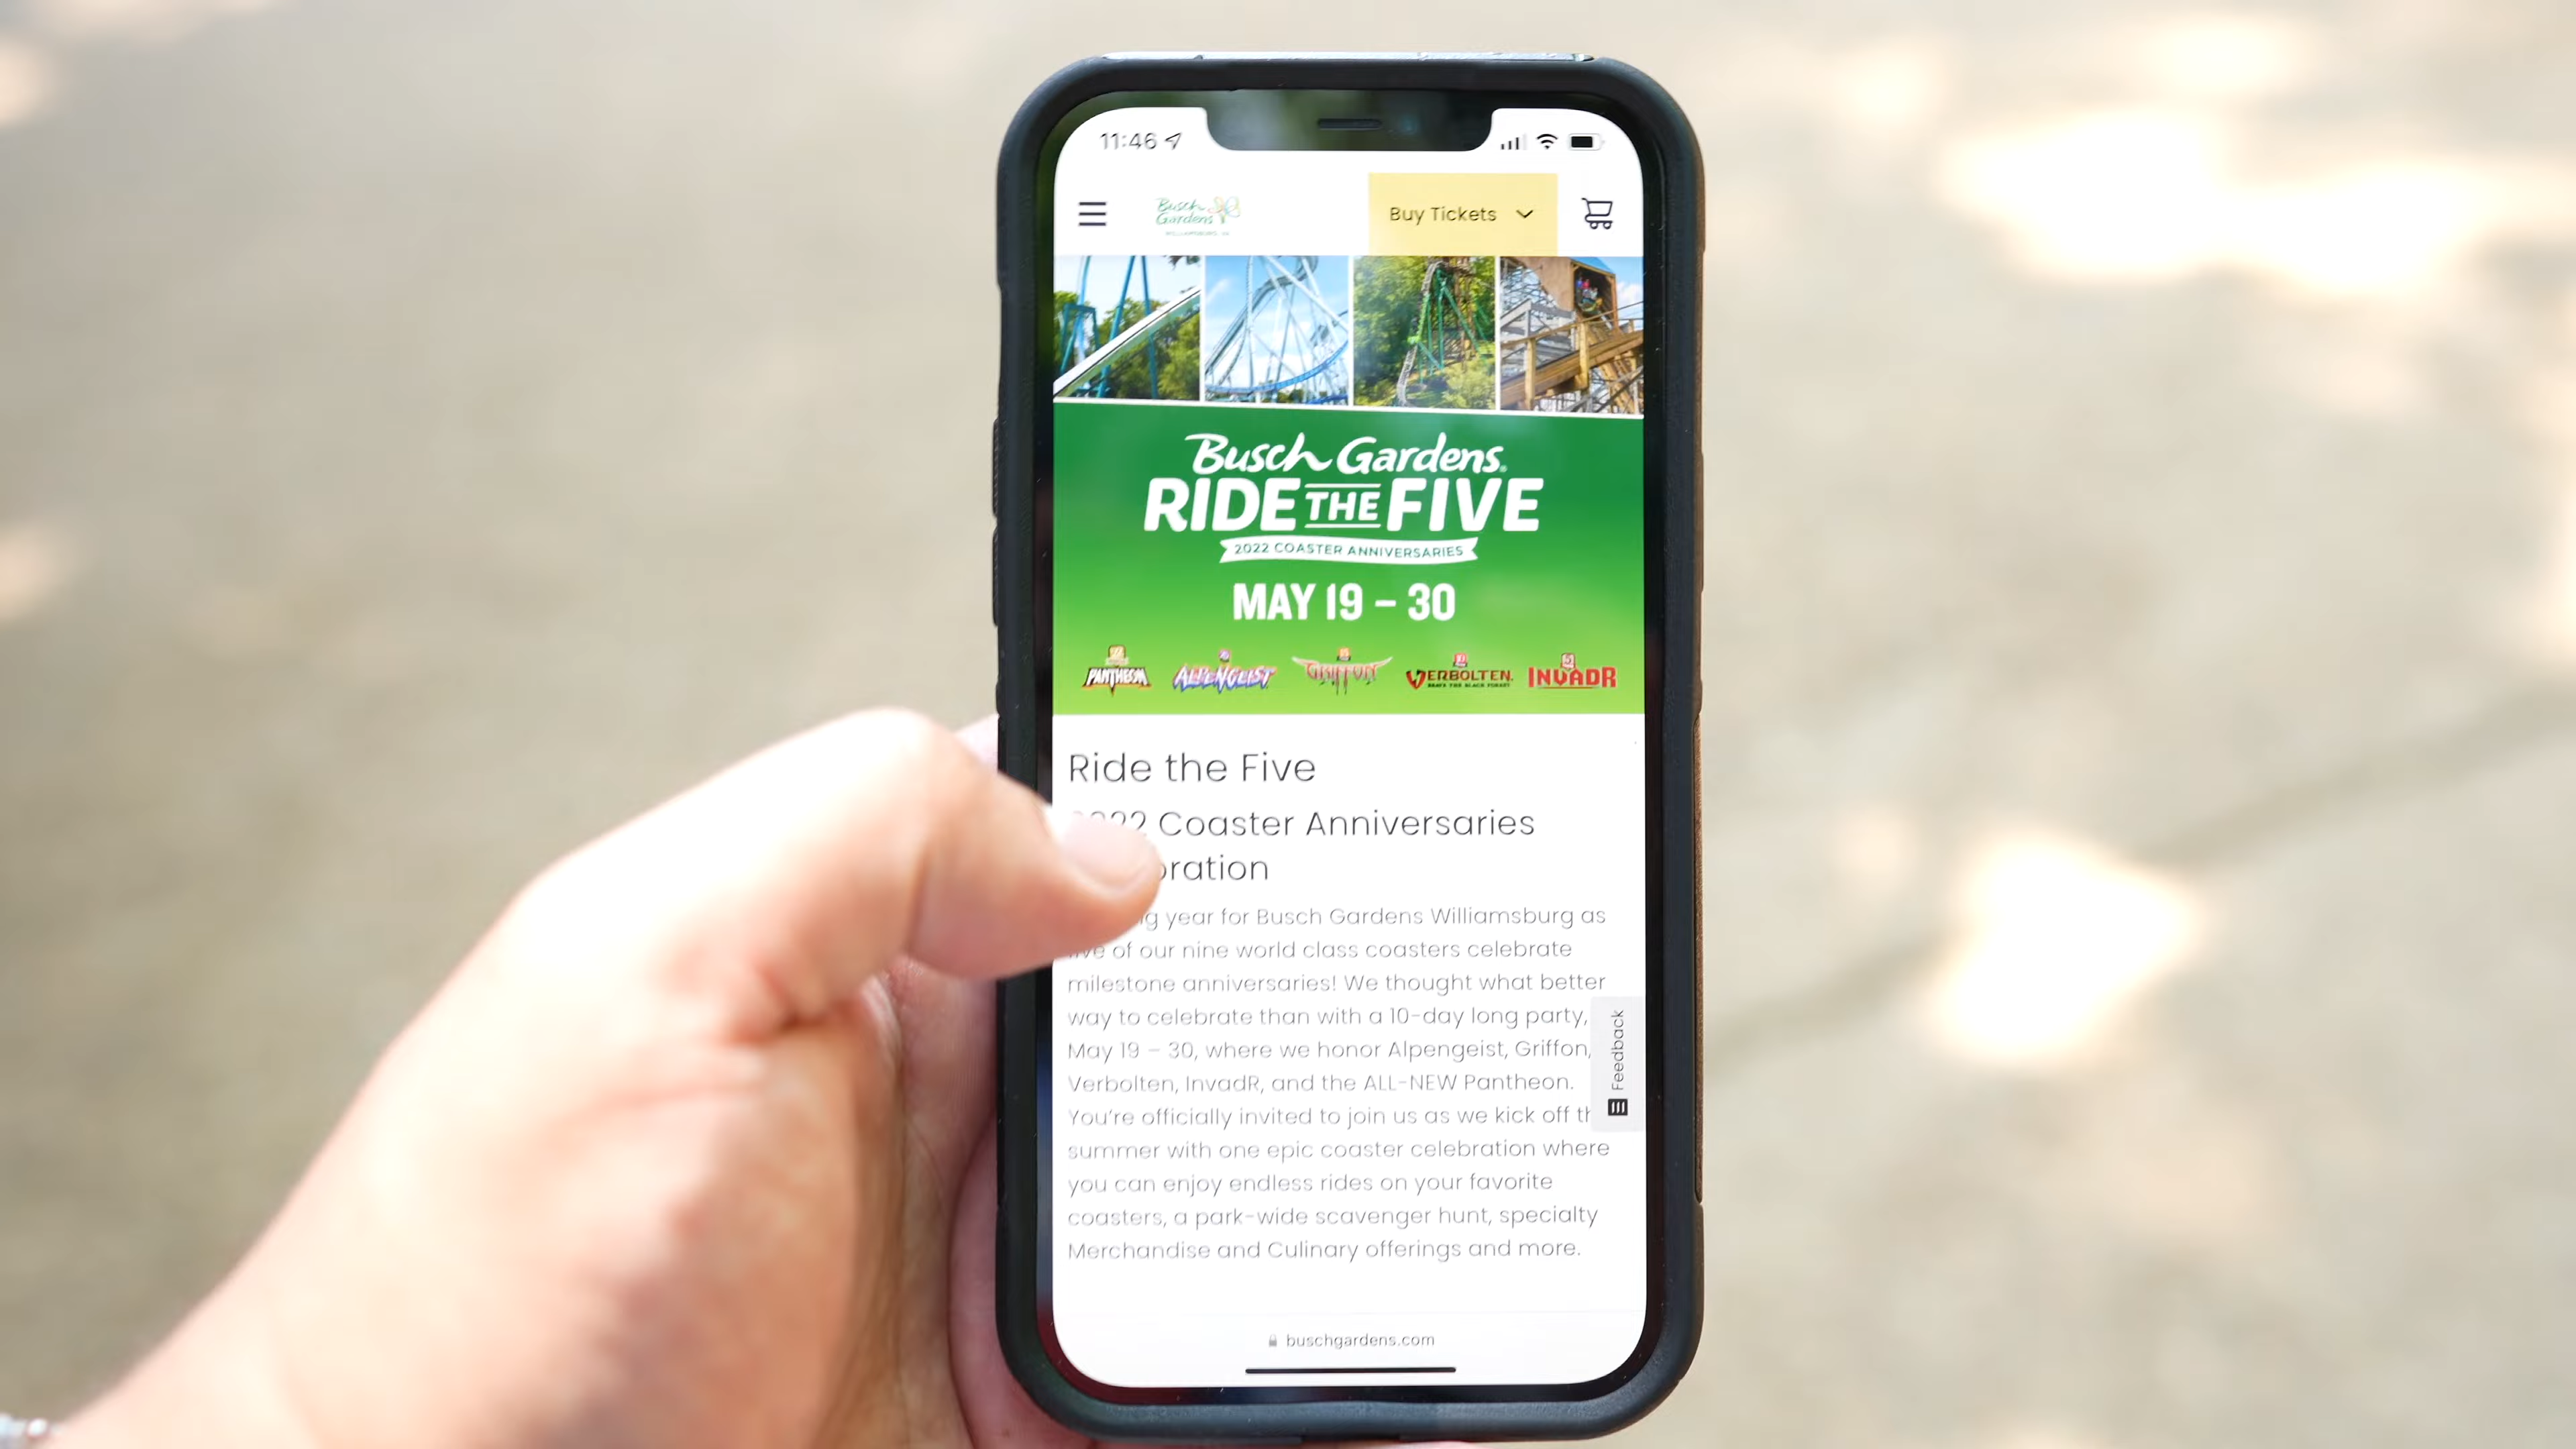 11:46
Busch
Gardens
Buy Tickets
Busch Gardens
RIDE THE FIVE
2022 COASTER ANNIVERSARIES
MAY 19 – 30
PANTHEON ALPENGEIST GRIFFON VERBOLTEN INVADR
Ride the Five
Coaster Anniversaries
year for Busch Gardens Williamsburg as
of our nine world class coasters celebrate
milestone anniversaries! We thought what better
way to celebrate than with a 10-day long party,
May 19 – 30, where we honor Alpengeist, Griffon,
Verbolten, InvadR, and the ALL-NEW Pantheon.
You're officially invited to join us as we kick off
summer with one epic coaster celebration where
you can enjoy endless rides on your favorite
coasters, a park-wide scavenger hunt, specialty
Merchandise and Culinary offerings and more.
Feedback
buschgardens.com